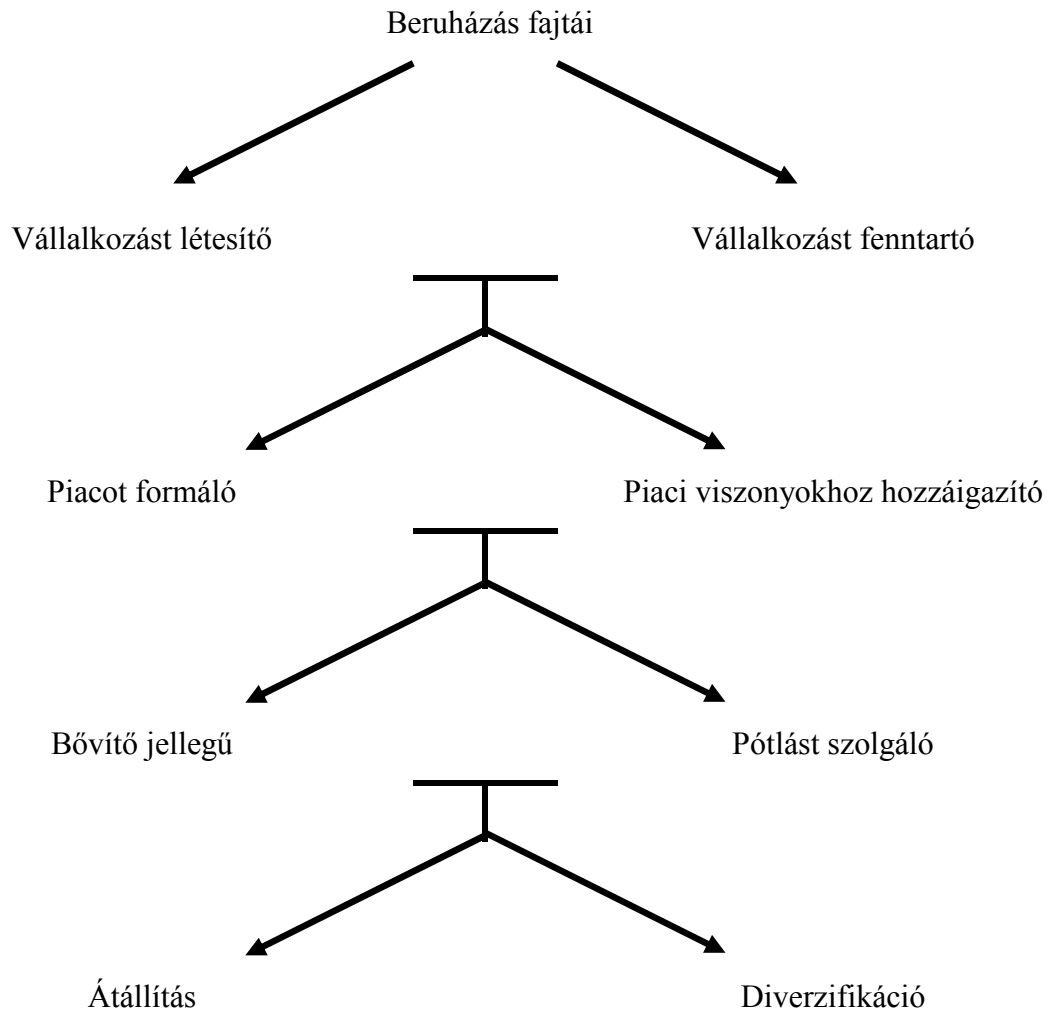 Beruházás fajtái
Vállalkozást létesítő
Vállalkozást fenntartó
Piacot formáló
Piaci viszonyokhoz hozzáigazító
Bővítő jellegű
Pótlást szolgáló
Átállítás
Diverzifikáció